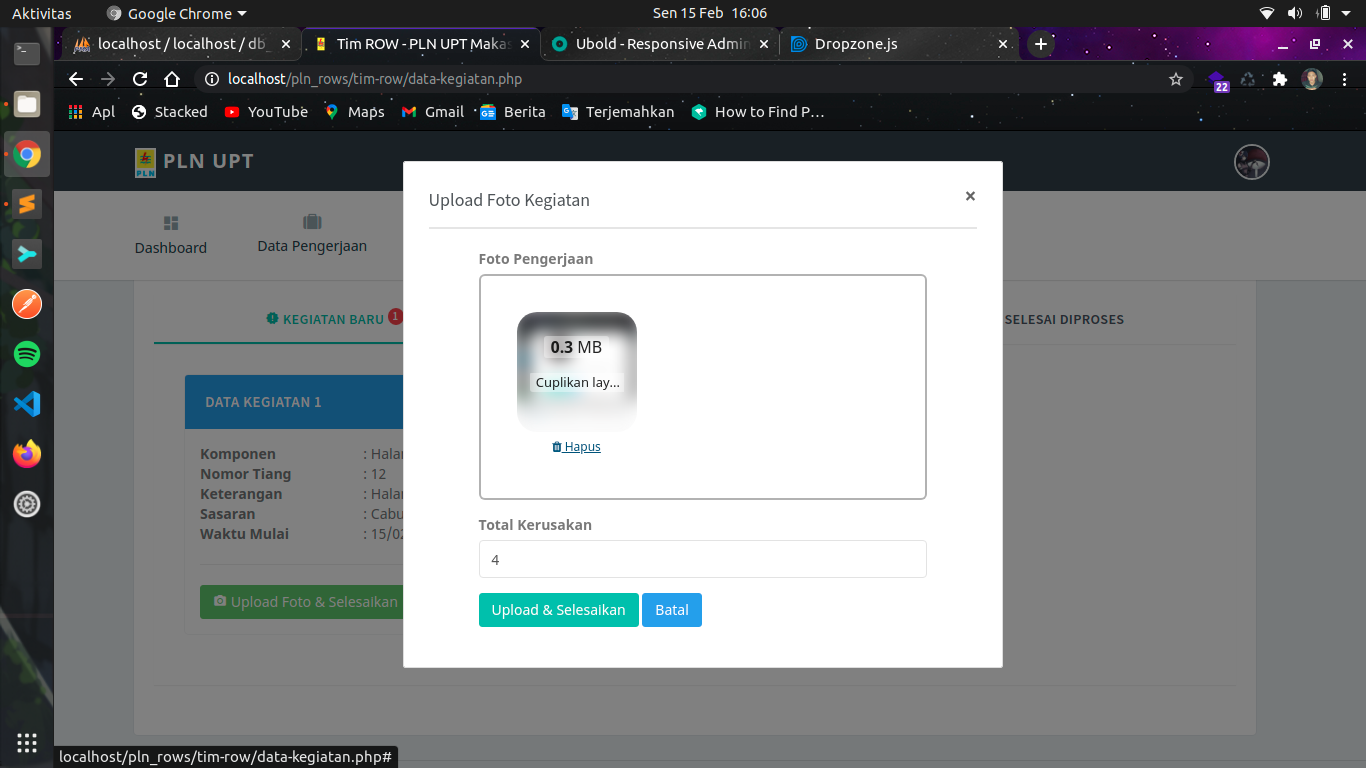 Aktivitas
Google Chrome
Sen 15 Feb 16:06
localhost / localhost / db_
Tim ROW - PLN UPT Makas
Ubold - Responsive Admin
Dropzone.js
localhost/pln_rows/tim-row/data-kegiatan.php
22
Apl
Stacked
YouTube
Maps
Gmail
Berita
Terjemahkan
How to Find P...
PLN
PLN UPT
Dashboard
Data Pengerjaan
KEGIATAN BARU 1
SELESAI DIPROSES
DATA KEGIATAN 1
Komponen : Halan
Nomor Tiang : 12
Keterangan : Halan
Sasaran : Cabu
Waktu Mulai : 15/02
Upload Foto & Selesaikan
Upload Foto Kegiatan
×
Foto Pengerjaan
0.3 MB
Cuplikan lay...
Hapus
Total Kerusakan
4
Upload & Selesaikan
Batal
localhost/pln_rows/tim-row/data-kegiatan.php#